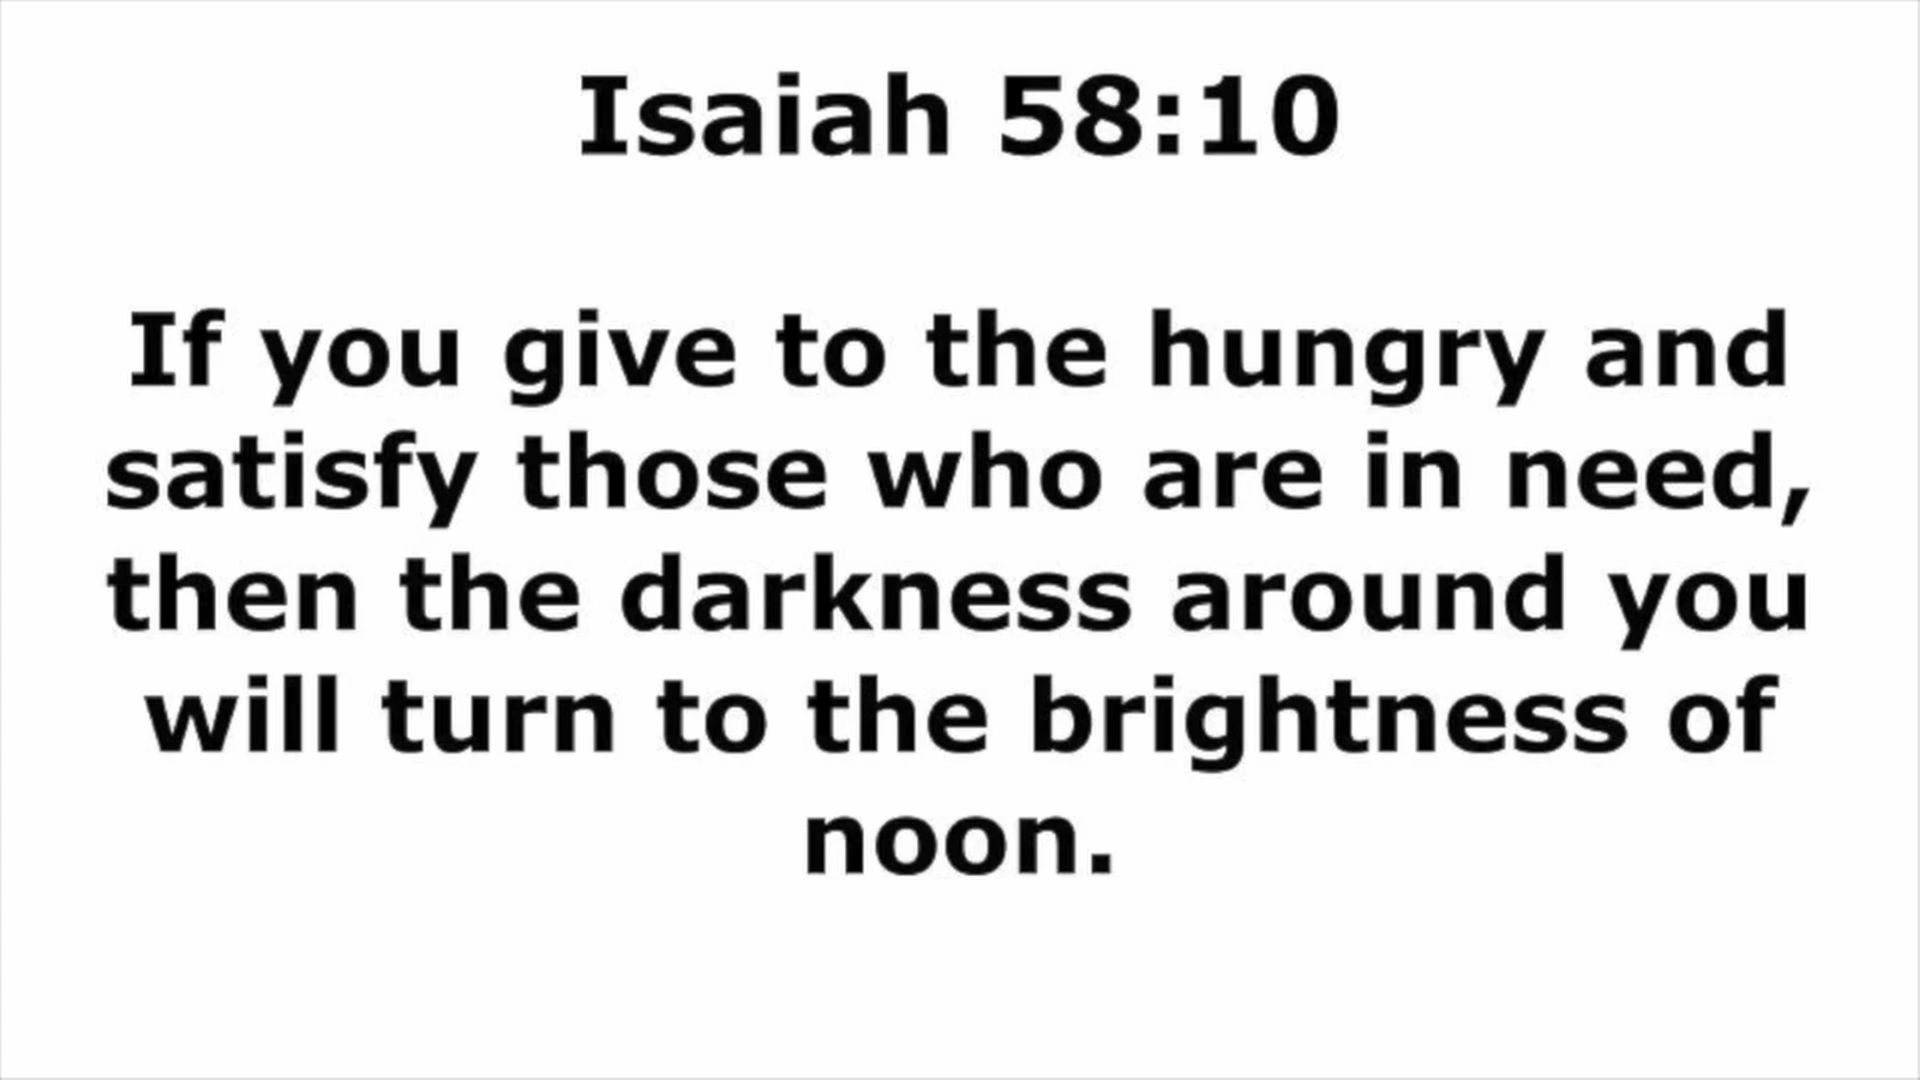 Isaiah 58:10
If you give to the hungry and
satisfy those who are in need,
then the darkness around you
will turn to the brightness of
noon.